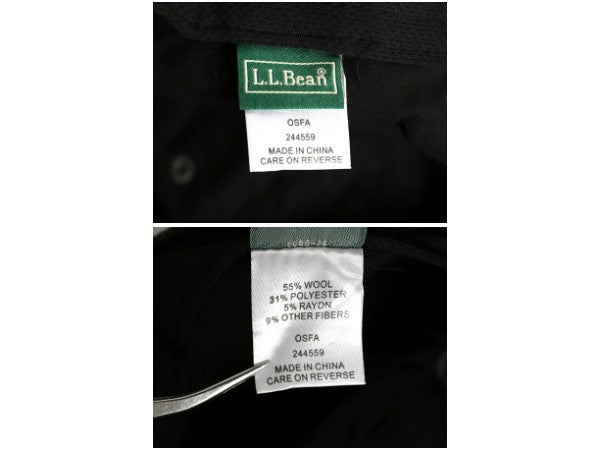 L.L.Bean®
OSFA
244559
MADE IN CHINA
CARE ON REVERSE
55% WOOL
31% POLYESTER
5% RAYON
9% OTHER FIBERS
OSFA
244559
MADE IN CHINA
CARE ON REVERSE